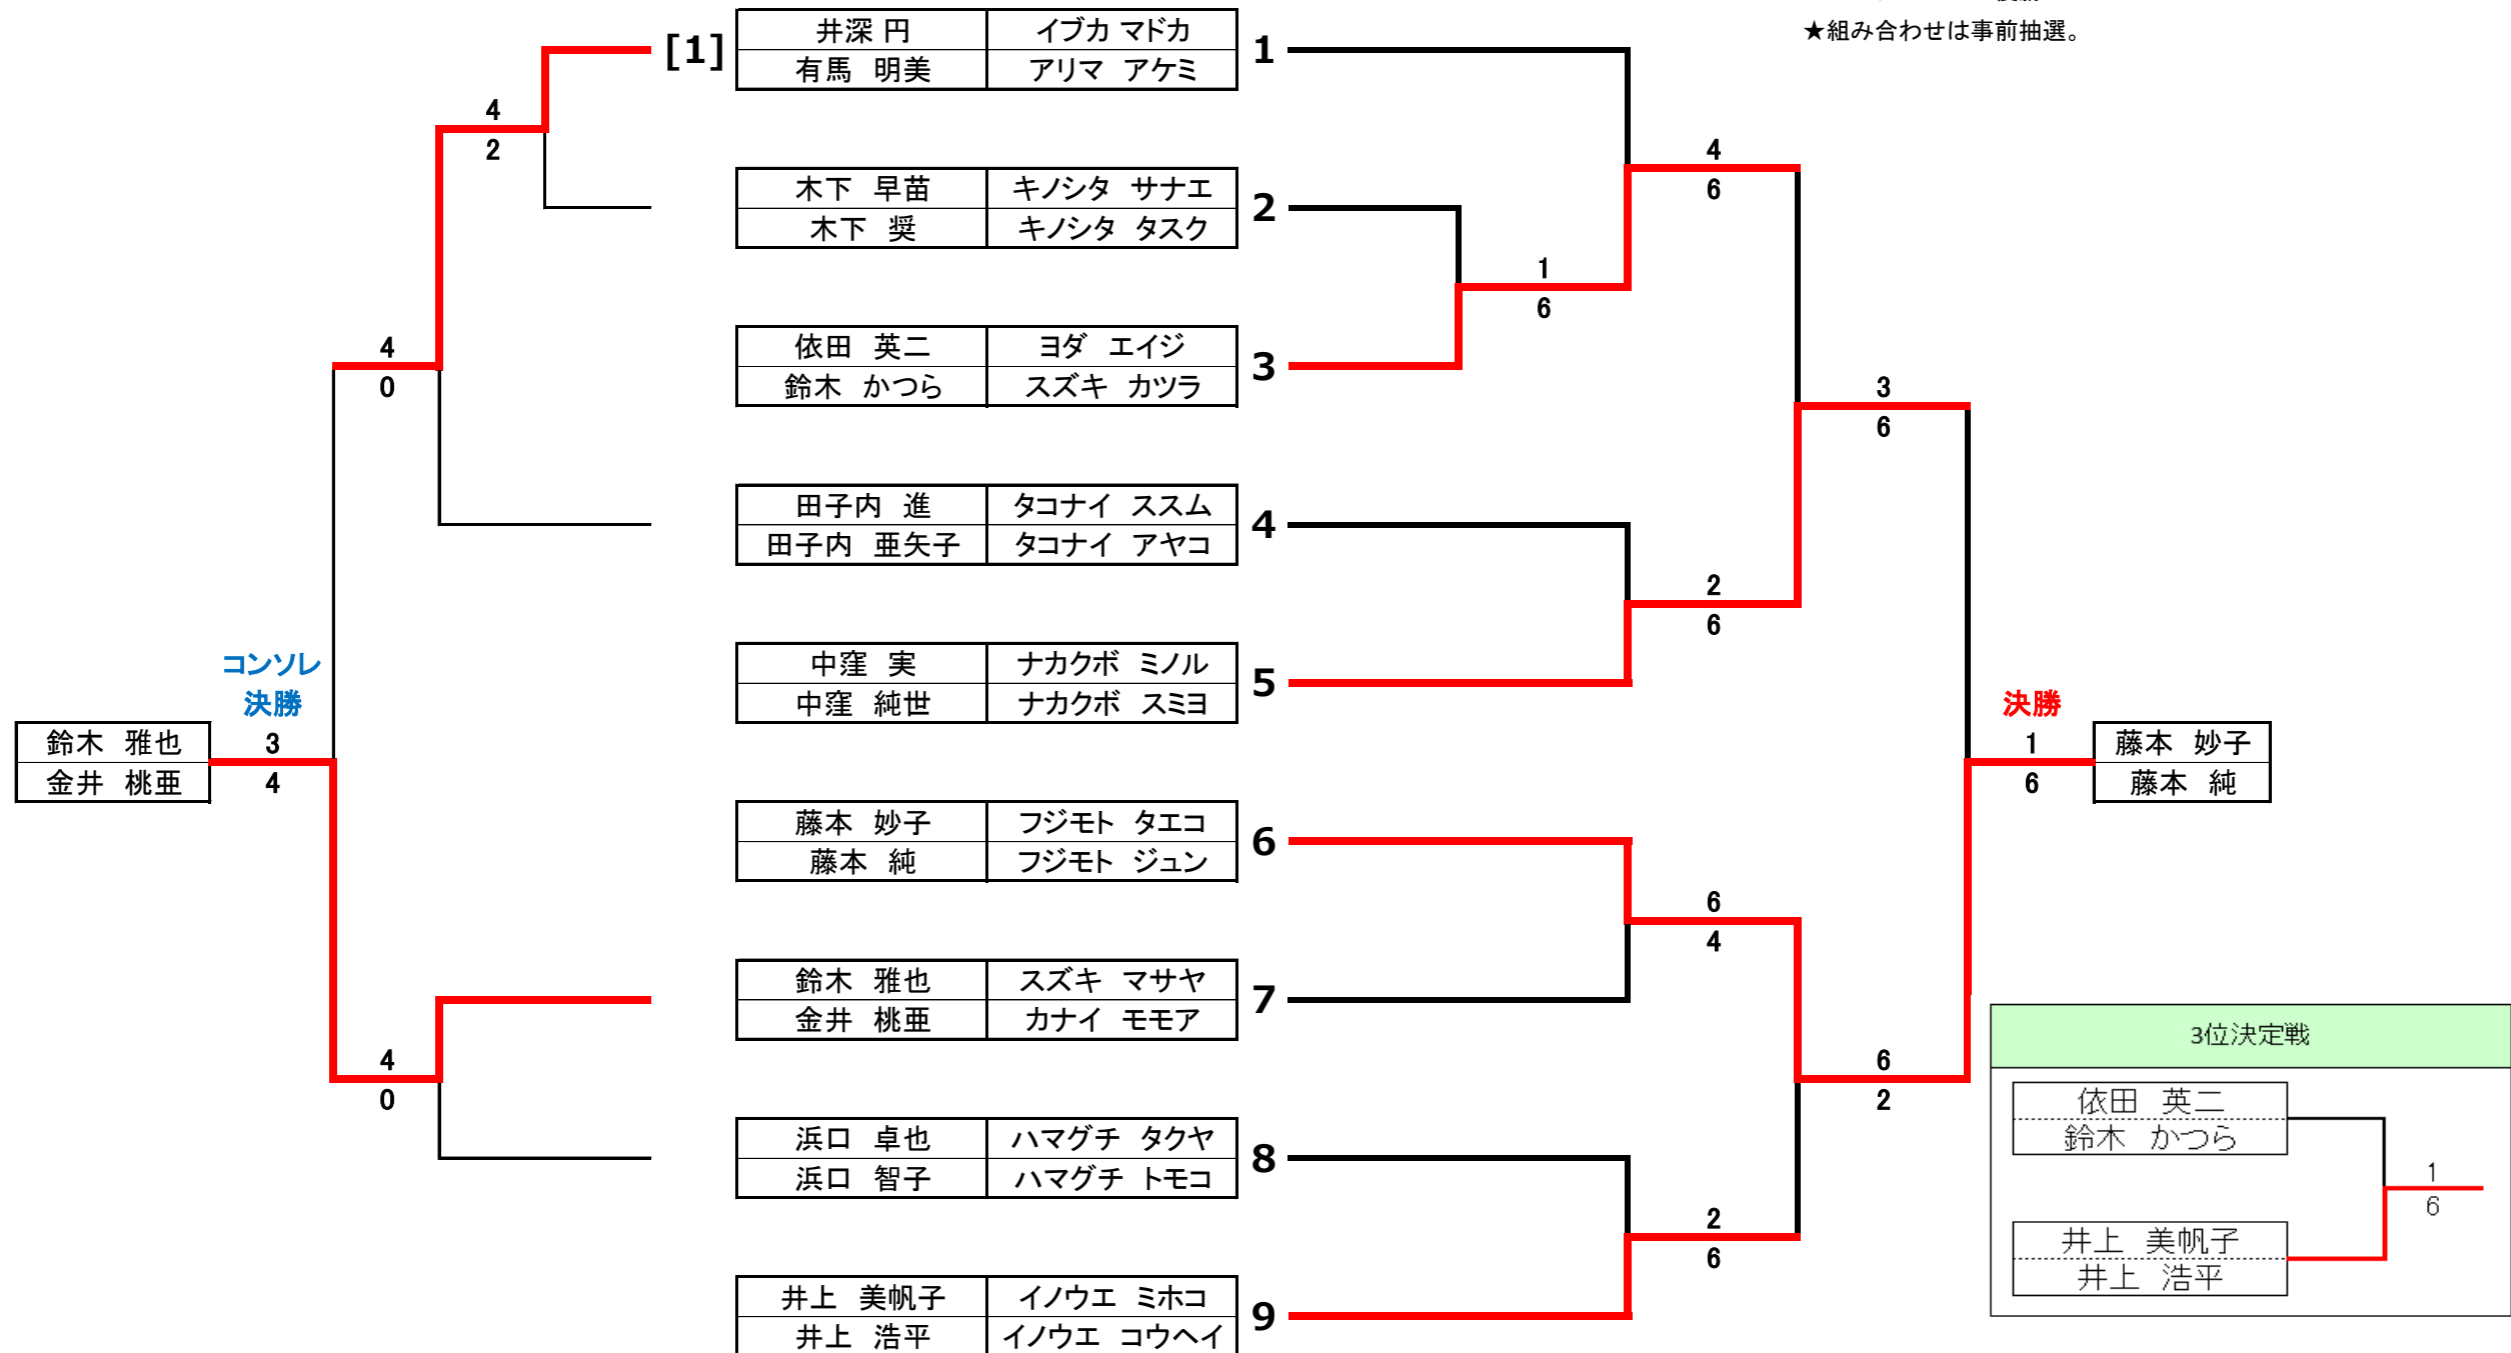 ★組み合わせは事前抽選。
[1] 井深 円 イブカ マドカ 1
有馬 明美 アリマ アケミ
4
2
4
6
木下 早苗 キノシタ サナエ 2
木下 奨 キノシタ タスク
1
6
依田 英二 ヨダ エイジ 3
鈴木 かつら スズキ カツラ
4
0
3
6
田子内 進 タコナイ ススム 4
田子内 亜矢子 タコナイ アヤコ
2
6
中窪 実 ナカクボ ミノル 5
中窪 純世 ナカクボ スミヨ
コンソレ
決勝
鈴木 雅也 3
金井 桃亜 4
決勝
1 藤本 妙子
6 藤本 純
藤本 妙子 フジモト タエコ 6
藤本 純 フジモト ジュン
6
4
鈴木 雅也 スズキ マサヤ 7
金井 桃亜 カナイ モモア
4
0
6
2
浜口 卓也 ハマグチ タクヤ 8
浜口 智子 ハマグチ トモコ
2
6
井上 美帆子 イノウエ ミホコ 9
井上 浩平 イノウエ コウヘイ
3位決定戦
依田 英二
鈴木 かつら
1
6
井上 美帆子
井上 浩平